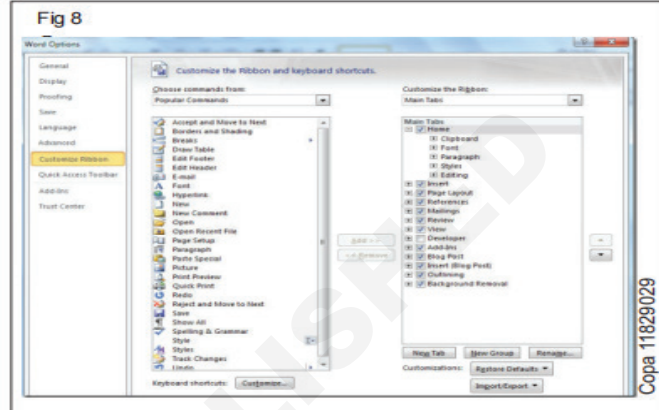 Fig 8
Word Options
General
Display
Proofing
Save
Language
Advanced
Customize Ribbon
Quick Access Toolbar
Add-Ins
Trust Center
Customize the Ribbon and keyboard shortcuts.
Choose commands from:
Popular Commands
Accept and Move to Next
Borders and Shading
Breaks
Draw Table
Edit Footer
Edit Header
E-mail
Font
Hyperlink
New
New Comment
Open
Open Recent File
Page Setup
Paragraph
Paste Special
Picture
Print Preview
Quick Print
Redo
Reject and Move to Next
Save
Show All
Spelling & Grammar
Style
Styles
Track Changes
Undo
Keyboard shortcuts: Customize...
Add >>
<< Remove
Customize the Ribbon:
Main Tabs
Main Tabs
Home
Clipboard
Font
Paragraph
Styles
Editing
Insert
Page Layout
References
Mailings
Review
View
Developer
Add-Ins
Blog Post
Insert (Blog Post)
Outlining
Background Removal
New Tab New Group Rename...
Customizations: Restore Defaults
Import/Export
Copa 11829029